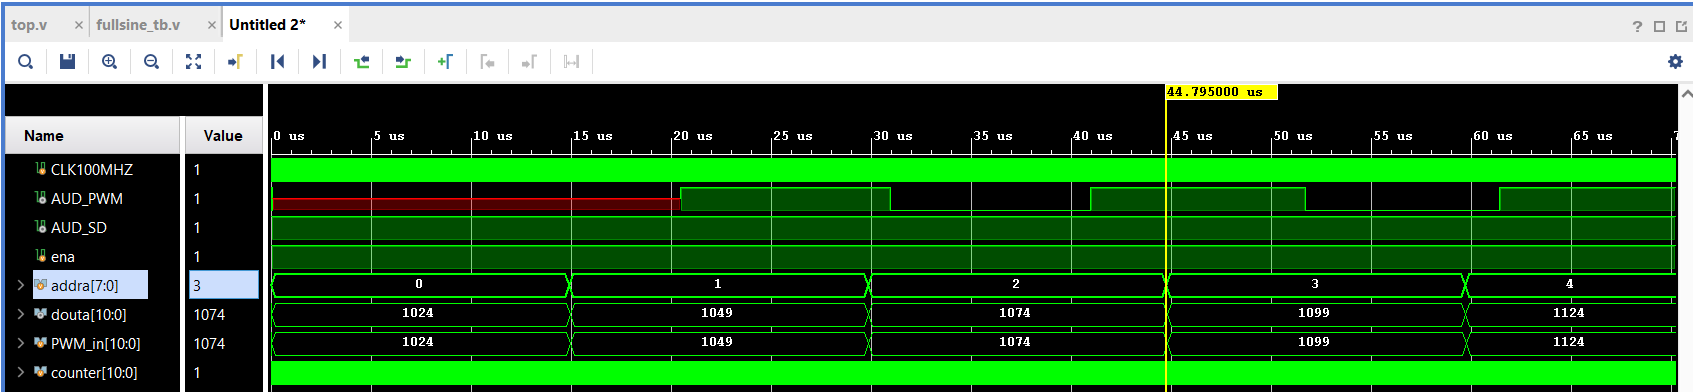 top.v × fullsine_tb.v × Untitled 2* ×
?
44.795000 us
Name Value
0 us 5 us 10 us 15 us 20 us 25 us 30 us 35 us 40 us 45 us 50 us 55 us 60 us 65 us 7
CLK100MHZ 1
AUD_PWM 1
AUD_SD 1
ena 1
addra[7:0] 3 0 1 2 3 4
douta[10:0] 1074 1024 1049 1074 1099 1124
PWM_in[10:0] 1074 1024 1049 1074 1099 1124
counter[10:0] 1